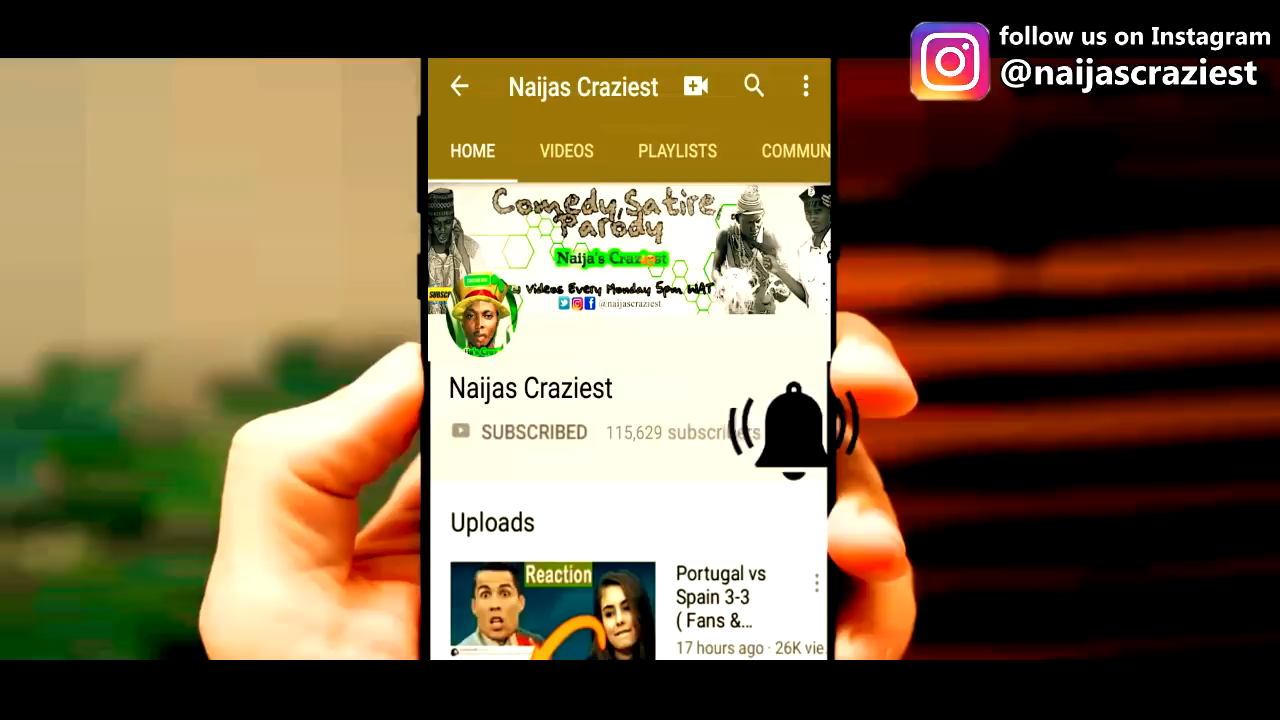 follow us on Instagram
@naijascraziest
Naijas Craziest
HOME
VIDEOS
PLAYLISTS
COMMUN
Comedy, Satire
Parody
Naija's Craziest
Videos Every Monday 5pm WAT
@naijascraziest
SUBSCR
Naijas Craziest
SUBSCRIBED
115,629 subscribers
Uploads
Reaction
Portugal vs
Spain 3-3
( Fans &...
17 hours ago · 26K vie